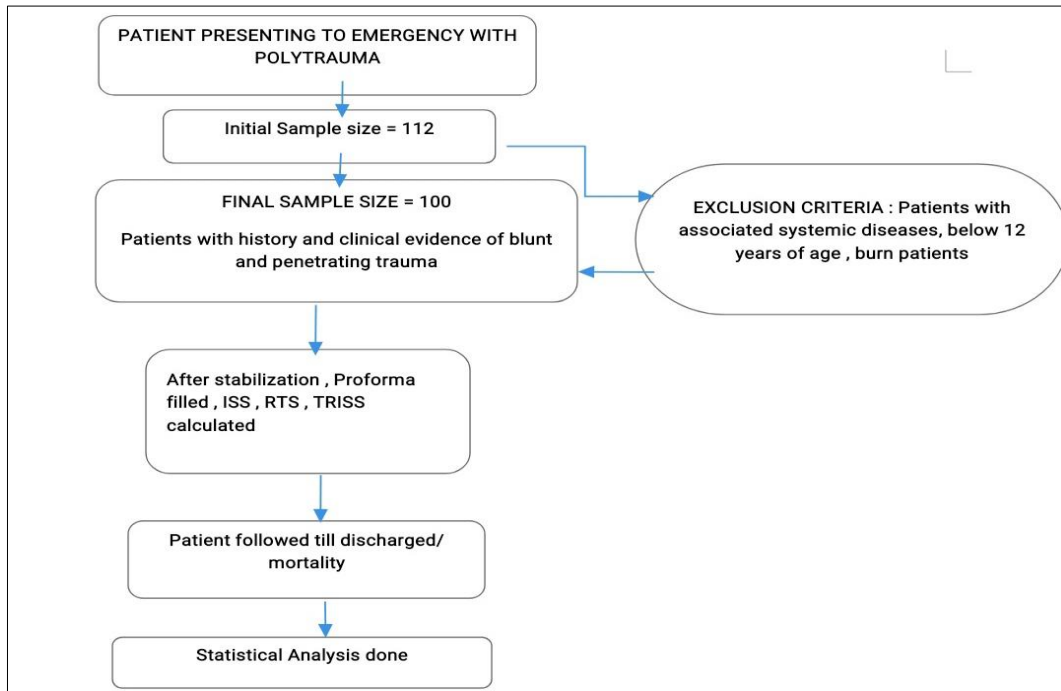 PATIENT PRESENTING TO EMERGENCY WITH
POLYTRAUMA
Initial Sample size = 112
FINAL SAMPLE SIZE = 100
Patients with history and clinical evidence of blunt
and penetrating trauma
EXCLUSION CRITERIA : Patients with
associated systemic diseases, below 12
years of age , burn patients
After stabilization , Proforma
filled , ISS , RTS , TRISS
calculated
Patient followed till discharged/
mortality
Statistical Analysis done